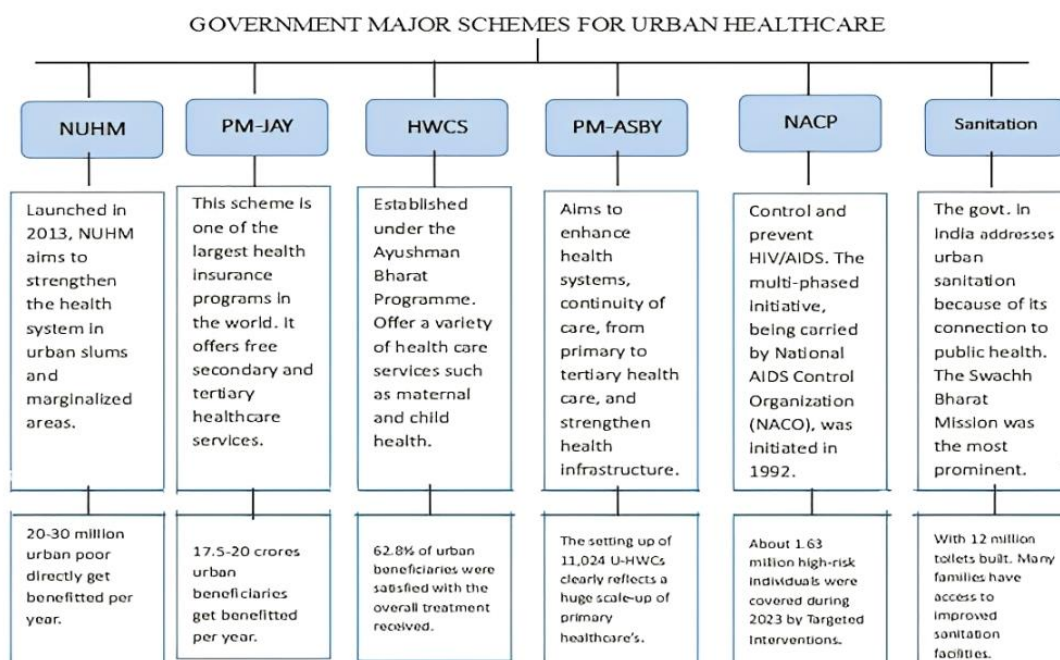 GOVERNMENT MAJOR SCHEMES FOR URBAN HEALTHCARE
NUHM
PM-JAY
HWCS
PM-ASBY
NACP
Sanitation
Launched in
2013, NUHM
aims to
strengthen
the health
system in
urban slums
and
marginalized
areas.
This scheme is
one of the
largest health
insurance
programs in
the world. It
offers free
secondary and
tertiary
healthcare
services.
Established
under the
Ayushman
Bharat
Programme.
Offer a variety
of health care
services such
as maternal
and child
health.
Aims to
enhance
health
systems,
continuity of
care, from
primary to
tertiary health
care, and
strengthen
health
infrastructure.
Control and
prevent
HIV/AIDS. The
multi-phased
initiative,
being carried
by National
AIDS Control
Organization
(NACO), was
initiated in
1992.
The govt. In
India addresses
urban
sanitation
because of its
connection to
public health.
The Swachh
Bharat
Mission was
the most
prominent.
20-30 million
urban poor
directly get
benefitted per
year.
17.5-20 crores
urban
beneficiaries
get benefitted
per year.
62.8% of urban
beneficiaries were
satisfied with the
overall treatment
received.
The setting up of
11,024 U-HWCs
clearly reflects a
huge scale-up of
primary
healthcare's.
About 1.63
million high-risk
individuals were
covered during
2023 by Targeted
Interventions.
With 12 million
toilets built. Many
families have
access to
improved
sanitation
facilities.